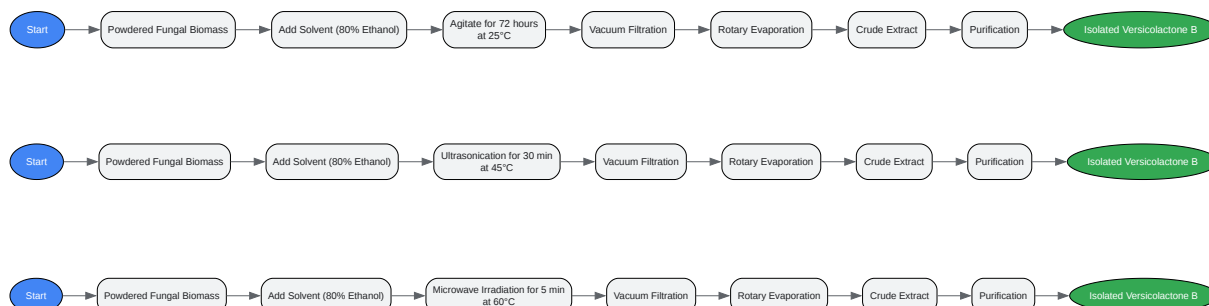 Start
Powdered Fungal Biomass
Add Solvent (80% Ethanol)
Agitate for 72 hours
at 25°C
Vacuum Filtration
Rotary Evaporation
Crude Extract
Purification
Isolated Versicolactone B
Start
Powdered Fungal Biomass
Add Solvent (80% Ethanol)
Ultrasonication for 30 min
at 45°C
Vacuum Filtration
Rotary Evaporation
Crude Extract
Purification
Isolated Versicolactone B
Start
Powdered Fungal Biomass
Add Solvent (80% Ethanol)
Microwave Irradiation for 5 min
at 60°C
Vacuum Filtration
Rotary Evaporation
Crude Extract
Purification
Isolated Versicolactone B